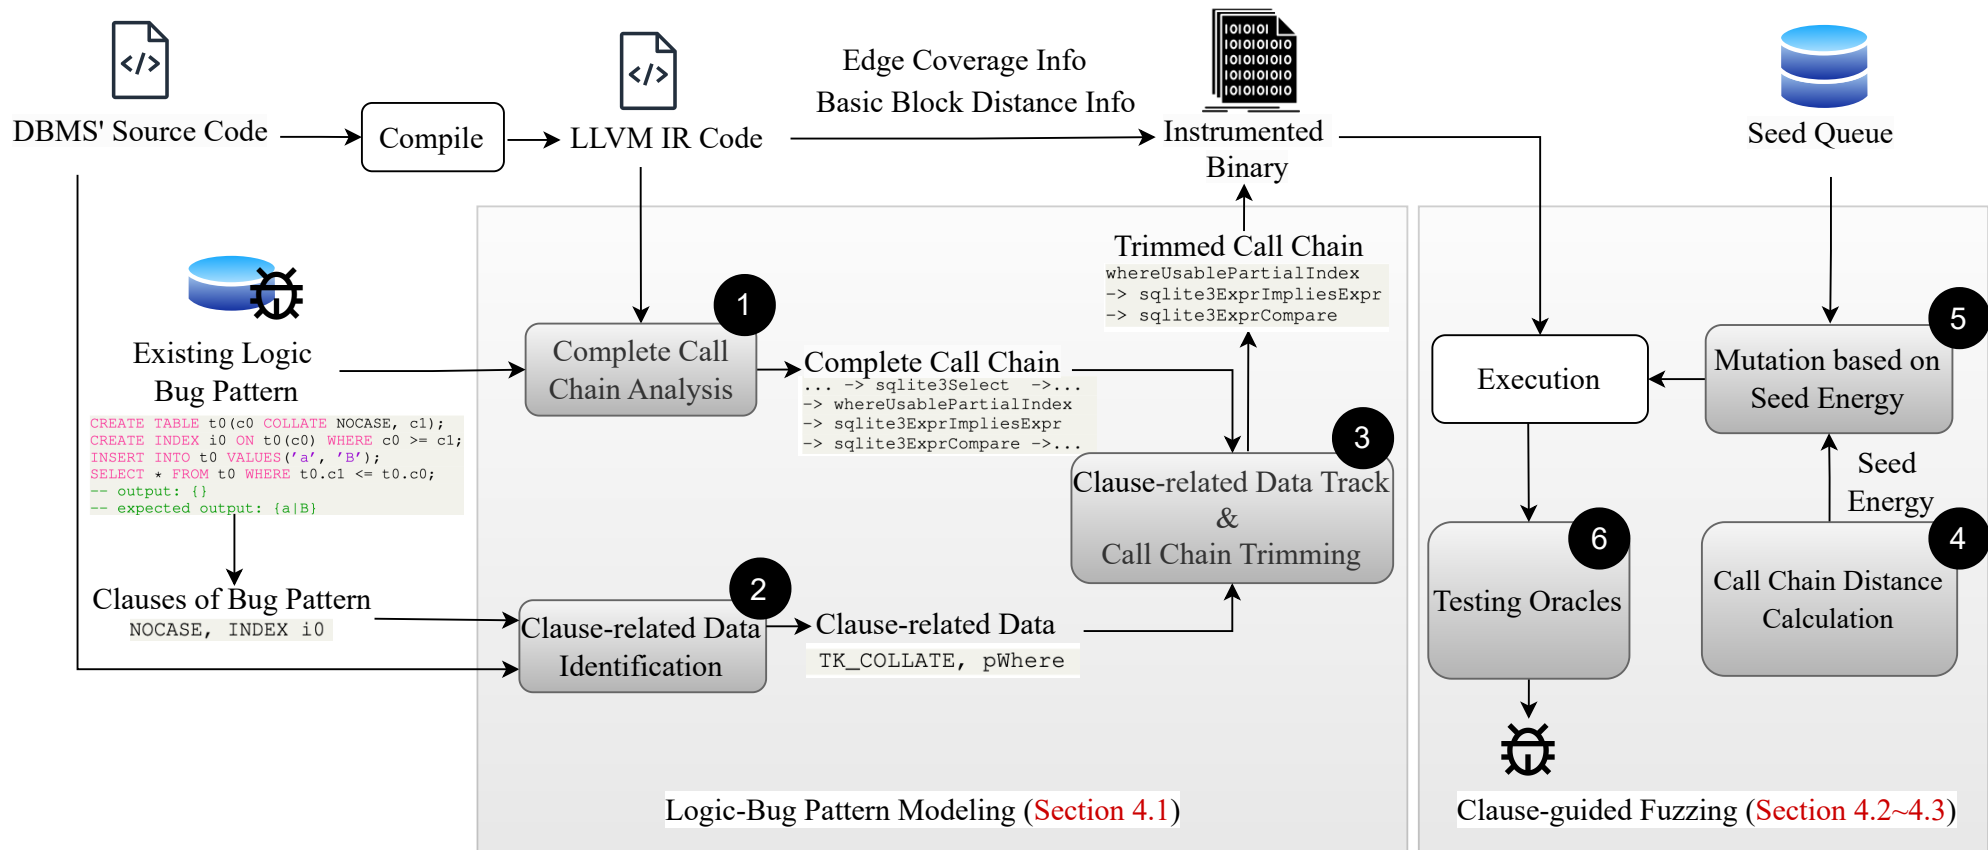 DBMS' Source Code
Compile
LLVM IR Code
Edge Coverage Info
Basic Block Distance Info
IOIOIOI
IOIOIOIOIO
OIOIOIOIOI
IOIOIOIOIO
IOIOIOIOIO
Instrumented
Binary
Seed Queue
Existing Logic
Bug Pattern
CREATE TABLE t0(c0 COLLATE NOCASE, c1);
CREATE INDEX i0 ON t0(c0) WHERE c0 >= c1;
INSERT INTO t0 VALUES('a', 'B');
SELECT * FROM t0 WHERE t0.c1 <= t0.c0;
-- output: {}
-- expected output: {a|B}
Clauses of Bug Pattern
NOCASE, INDEX i0
1
Complete Call
Chain Analysis
Complete Call Chain
... -> sqlite3Select ->...
-> whereUsablePartialIndex
-> sqlite3ExprImpliesExpr
-> sqlite3ExprCompare ->...
Trimmed Call Chain
whereUsablePartialIndex
-> sqlite3ExprImpliesExpr
-> sqlite3ExprCompare
2
Clause-related Data
Identification
Clause-related Data
TK_COLLATE, pWhere
3
Clause-related Data Track
&
Call Chain Trimming
Logic-Bug Pattern Modeling (Section 4.1)
Execution
5
Mutation based on
Seed Energy
Seed
Energy
4
Call Chain Distance
Calculation
6
Testing Oracles
Clause-guided Fuzzing (Section 4.2~4.3)